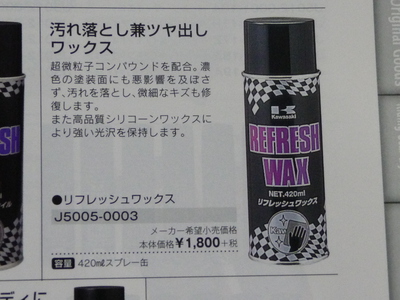 汚れ落とし兼ツヤ出し
ワックス
超微粒子コンパウンドを配合。濃
色の塗装面にも悪影響を及ぼさ
ず、汚れを落とし、微細なキズも修
復します。
また高品質シリコーンワックスに
より強い光沢を保持します。
●リフレッシュワックス
J5005-0003
メーカー希望小売価格
本体価格¥1,800+税
容量 420mℓスプレー缶
Kawasaki
REFRESH
WAX
NET.420ml
リフレッシュワックス
Kaw
ディに
Original Goods